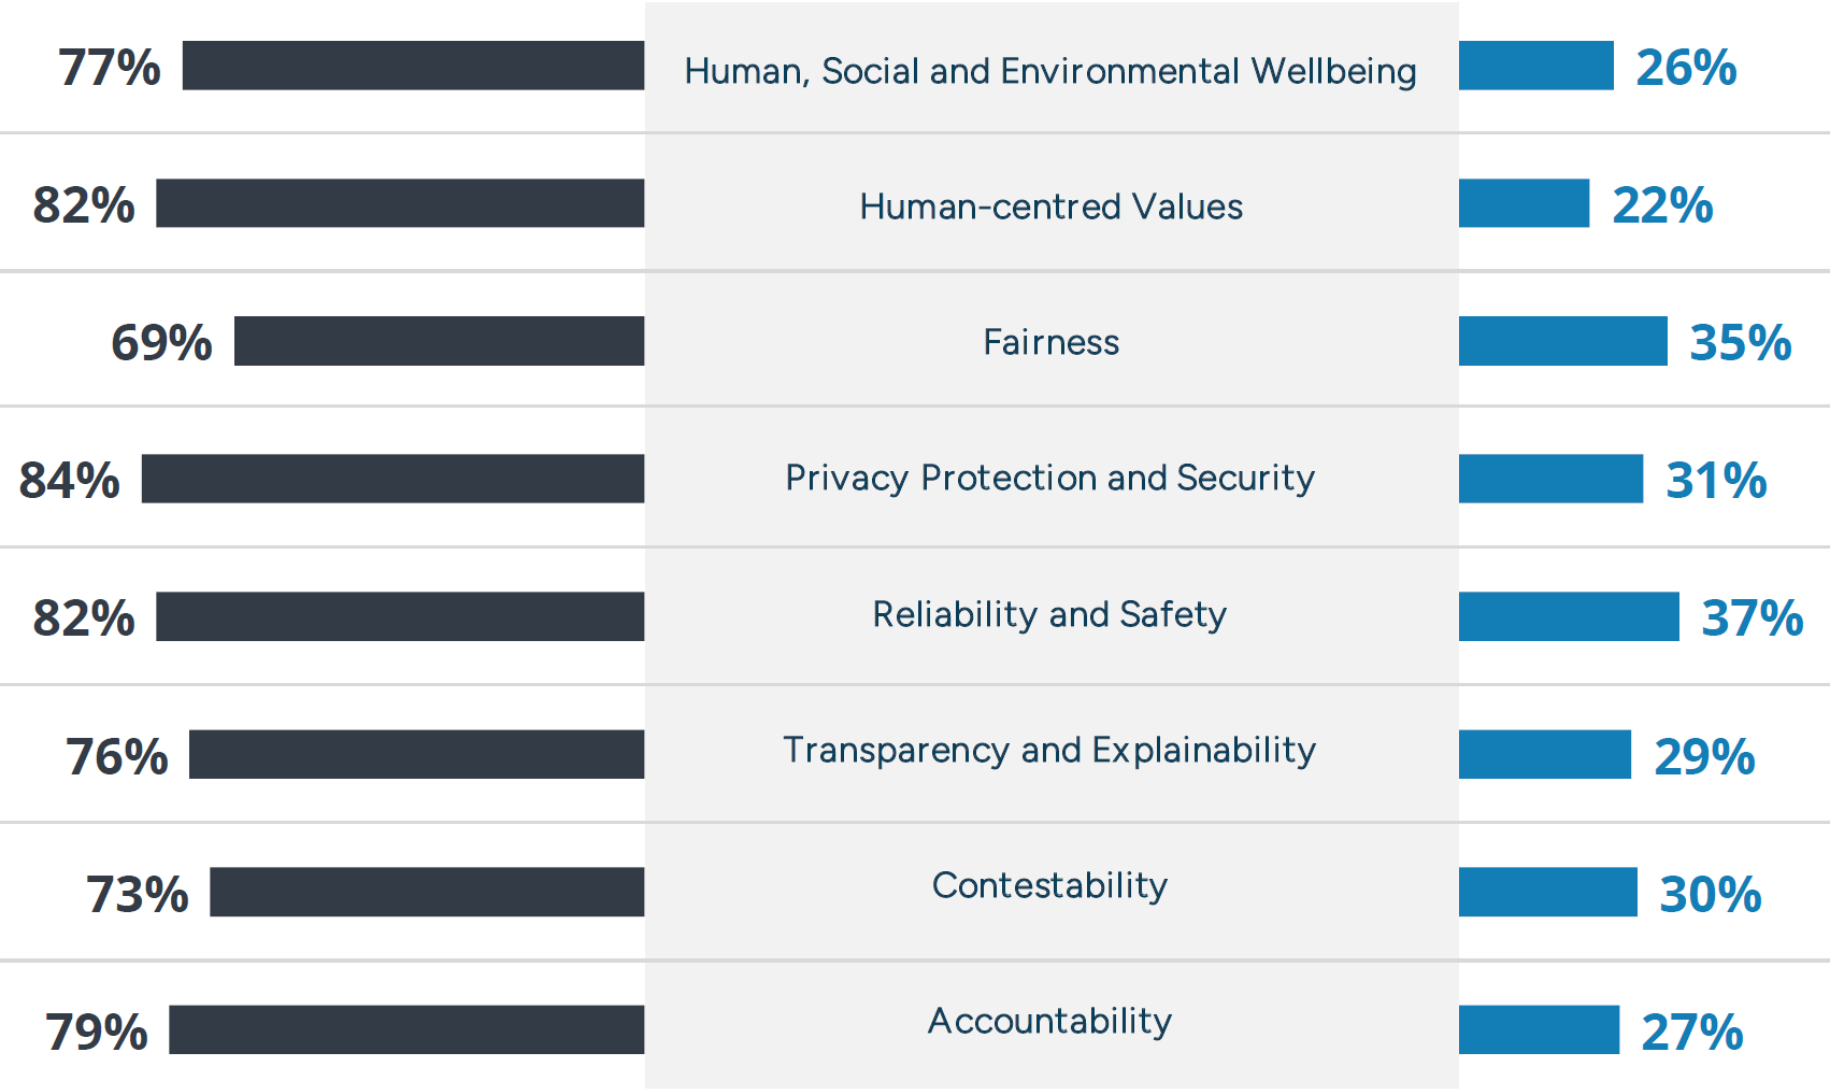 77% Human, Social and Environmental Wellbeing 26%
82% Human-centred Values 22%
69% Fairness 35%
84% Privacy Protection and Security 31%
82% Reliability and Safety 37%
76% Transparency and Explainability 29%
73% Contestability 30%
79% Accountability 27%